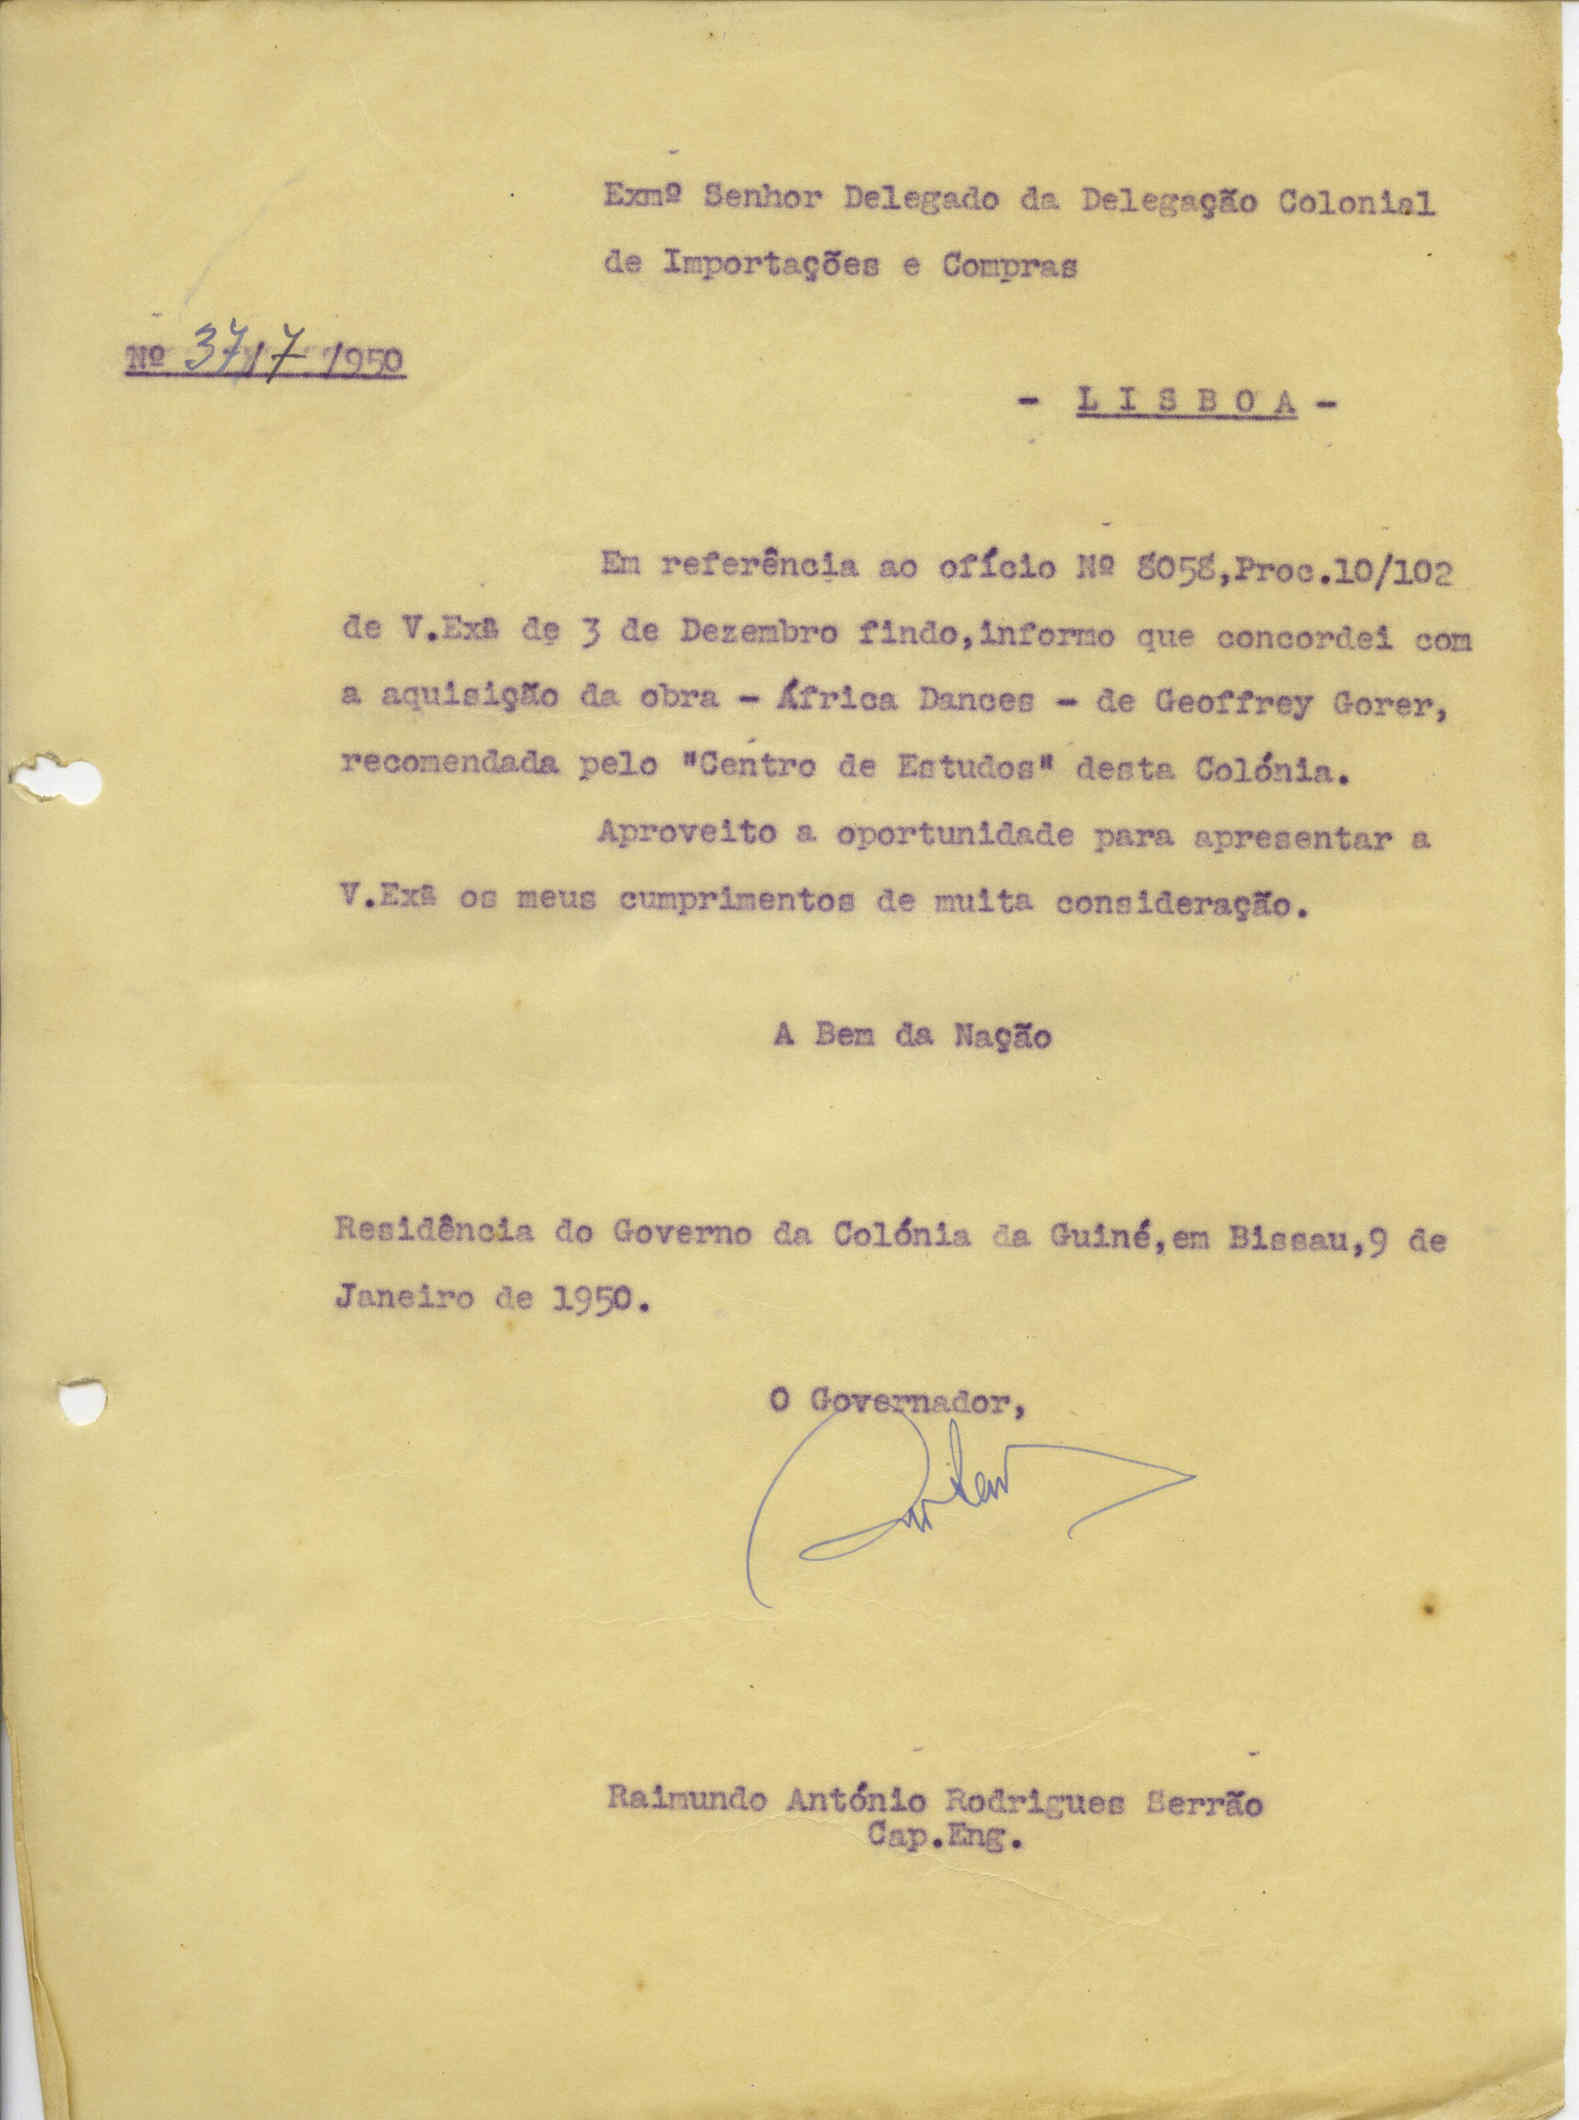 Exmº Senhor Delegado da Delegação Colonial
de Importações e Compras
Nº 37/7 1950
- L I S B O A -
Em referência ao ofício Nº 8058,Proc.10/102
de V.Exª de 3 de Dezembro findo,informo que concordei com
a aquisição da obra - África Dances - de Geoffrey Gorer,
recomendada pelo "Centro de Estudos" desta Colónia.
Aproveito a oportunidade para apresentar a
V.Exª os meus cumprimentos de muita consideração.
A Bem da Nação
Residência do Governo da Colónia da Guiné,em Bissau,9 de
Janeiro de 1950.
O Governador,
Raimundo António Rodrigues Serrão
Cap.Eng.